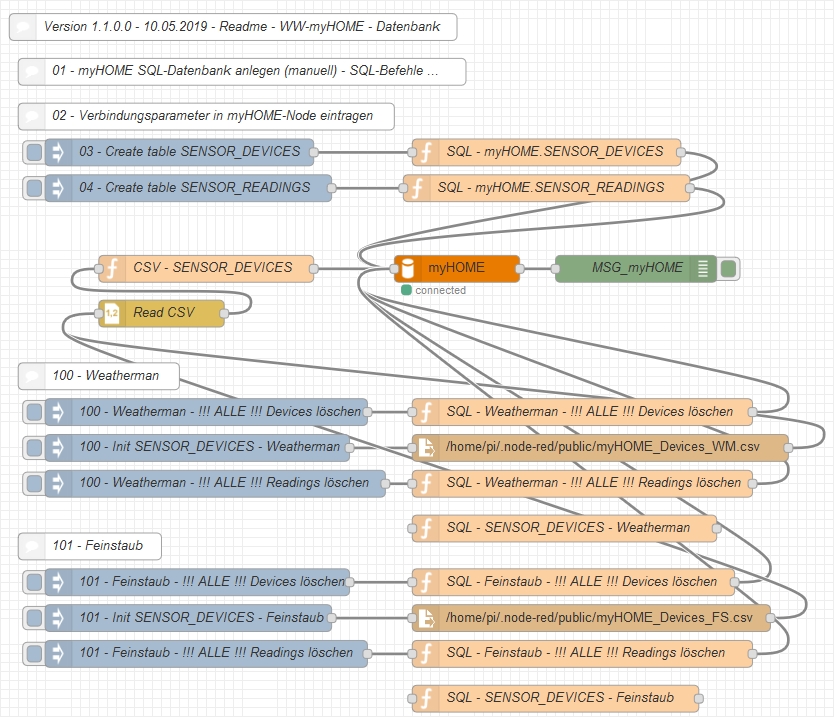 Version 1.1.0.0 - 10.05.2019 - Readme - WW-myHOME - Datenbank
01 - myHOME SQL-Datenbank anlegen (manuell) - SQL-Befehle ...
02 - Verbindungsparameter in myHOME-Node eintragen
03 - Create table SENSOR_DEVICES
SQL - myHOME.SENSOR_DEVICES
04 - Create table SENSOR_READINGS
SQL - myHOME.SENSOR_READINGS
CSV - SENSOR_DEVICES
myHOME
MSG_myHOME
connected
1,2
Read CSV
100 - Weatherman
100 - Weatherman - !!! ALLE !!! Devices löschen
SQL - Weatherman - !!! ALLE !!! Devices löschen
100 - Init SENSOR_DEVICES - Weatherman
/home/pi/.node-red/public/myHOME_Devices_WM.csv
100 - Weatherman - !!! ALLE !!! Readings löschen
SQL - Weatherman - !!! ALLE !!! Readings löschen
SQL - SENSOR_DEVICES - Weatherman
101 - Feinstaub
101 - Feinstaub - !!! ALLE !!! Devices löschen
SQL - Feinstaub - !!! ALLE !!! Devices löschen
101 - Init SENSOR_DEVICES - Feinstaub
/home/pi/.node-red/public/myHOME_Devices_FS.csv
101 - Feinstaub - !!! ALLE !!! Readings löschen
SQL - Feinstaub - !!! ALLE !!! Readings löschen
SQL - SENSOR_DEVICES - Feinstaub